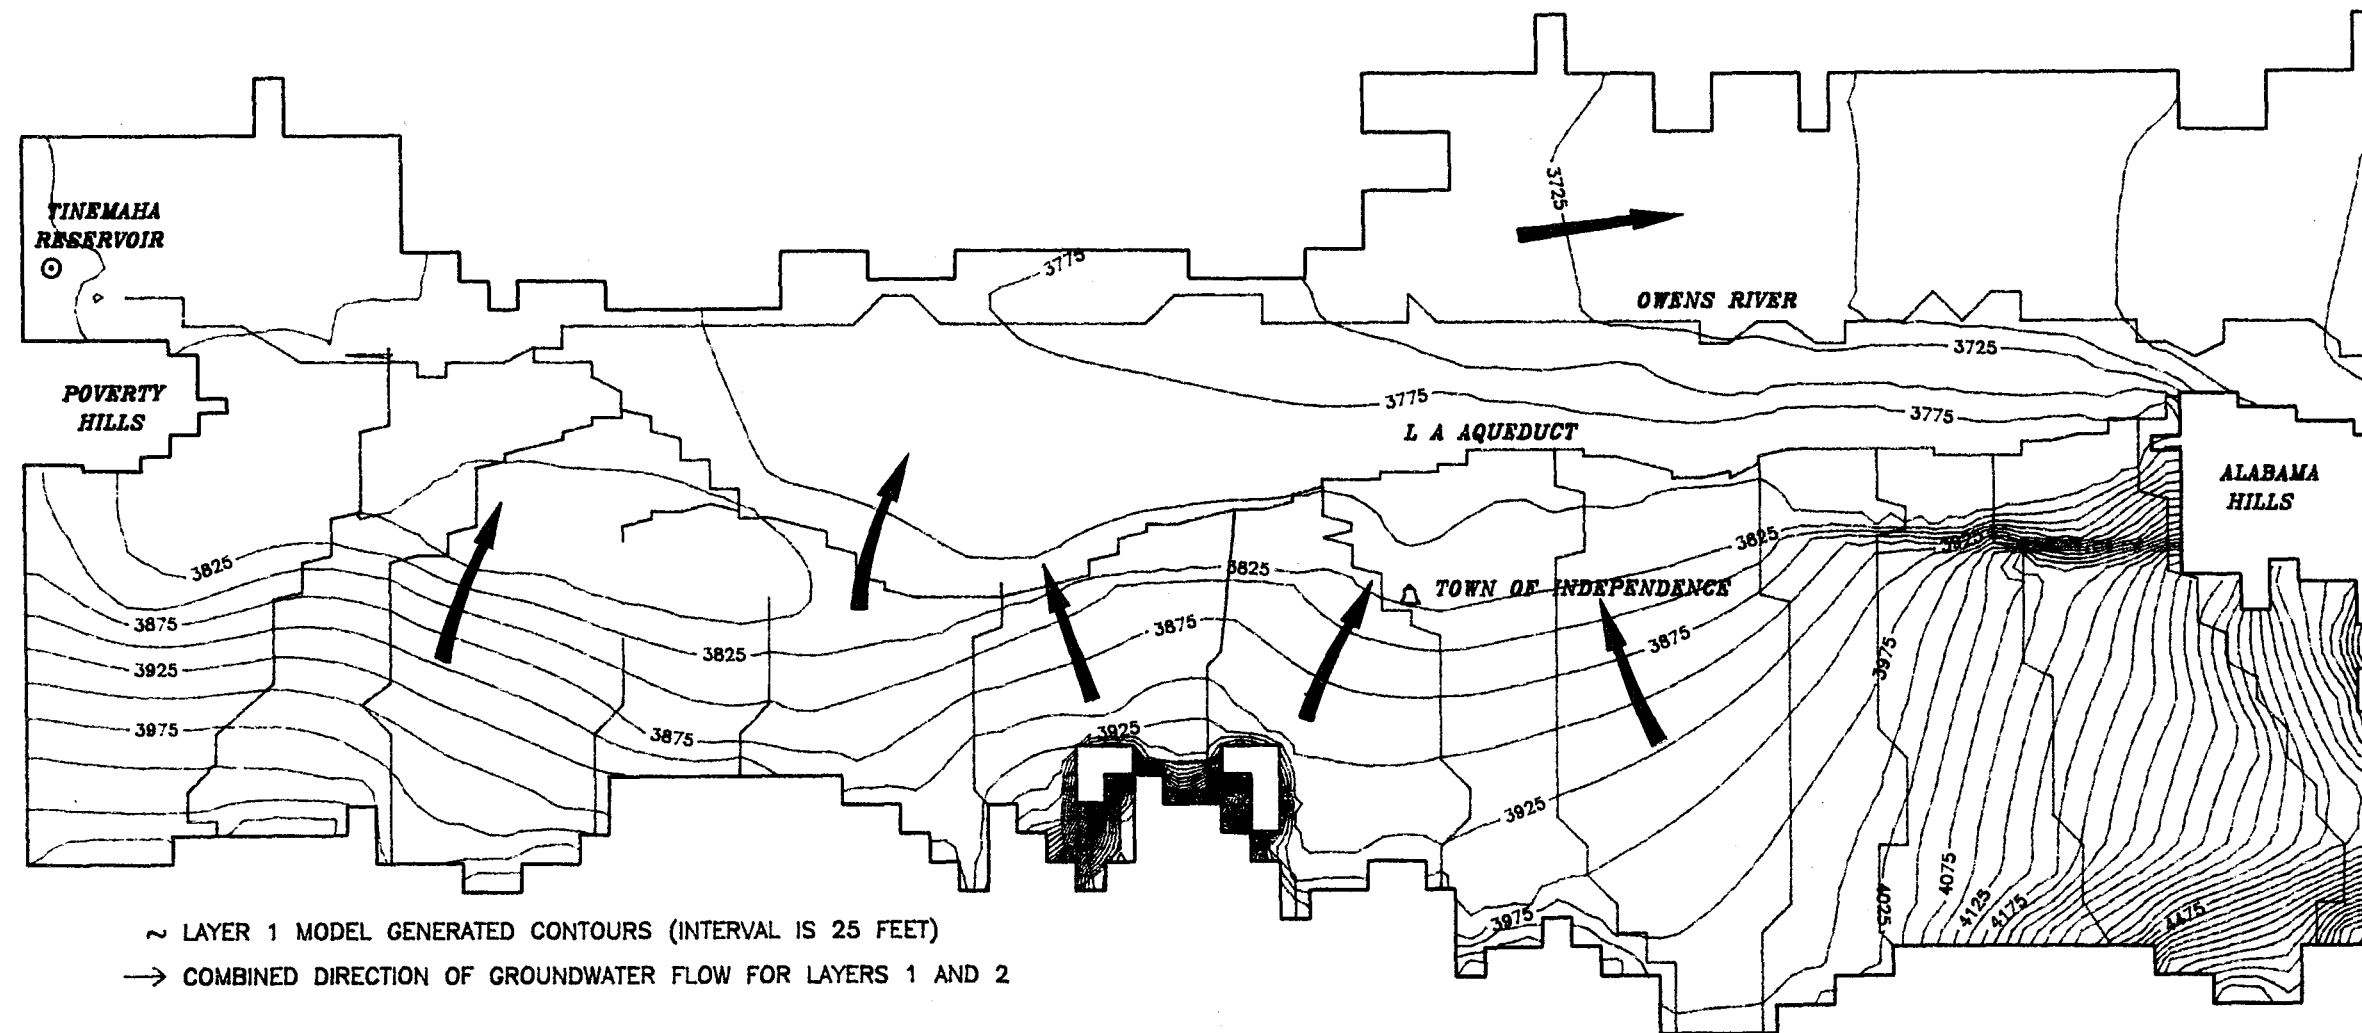 3775
3725
TINEMAHA
RESERVOIR
OWENS RIVER
3725
POVERTY
HILLS
3775
3775
L A AQUEDUCT
ALABAMA
HILLS
3825
3925
3825
3825
TOWN OF INDEPENDENCE
3875
3875
3875
3825
3925
3975
3975
3875
3925
3925
4075
4025
4125
4175
4475
3975
~ LAYER 1 MODEL GENERATED CONTOURS (INTERVAL IS 25 FEET)
→ COMBINED DIRECTION OF GROUNDWATER FLOW FOR LAYERS 1 AND 2